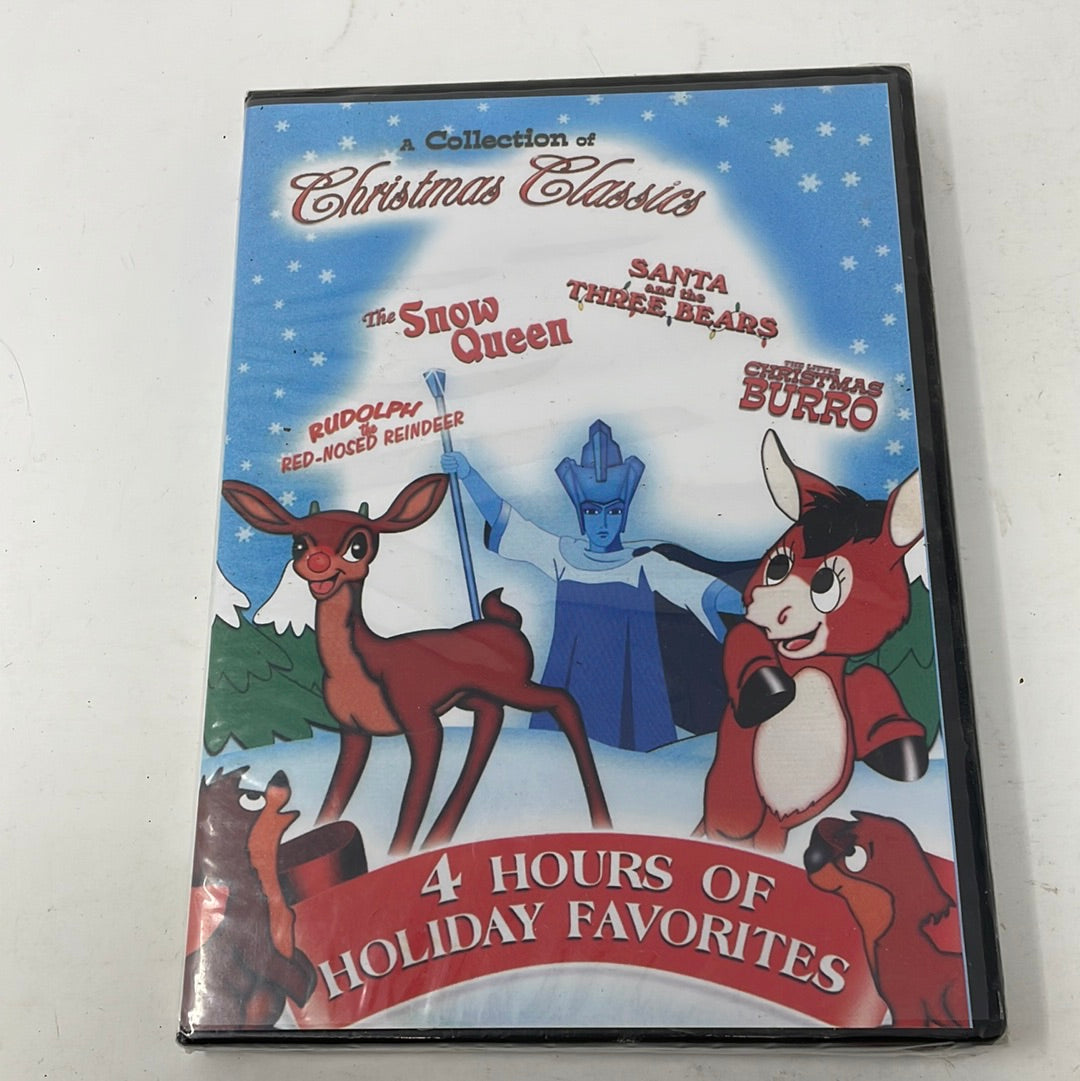 A Collection of
Christmas Classics
The Snow
Queen
SANTA
and the
THREE BEARS
THE LITTLE
CHRISTMAS
BURRO
RUDOLPH
the
RED-NOSED REINDEER
4 HOURS OF
HOLIDAY FAVORITES